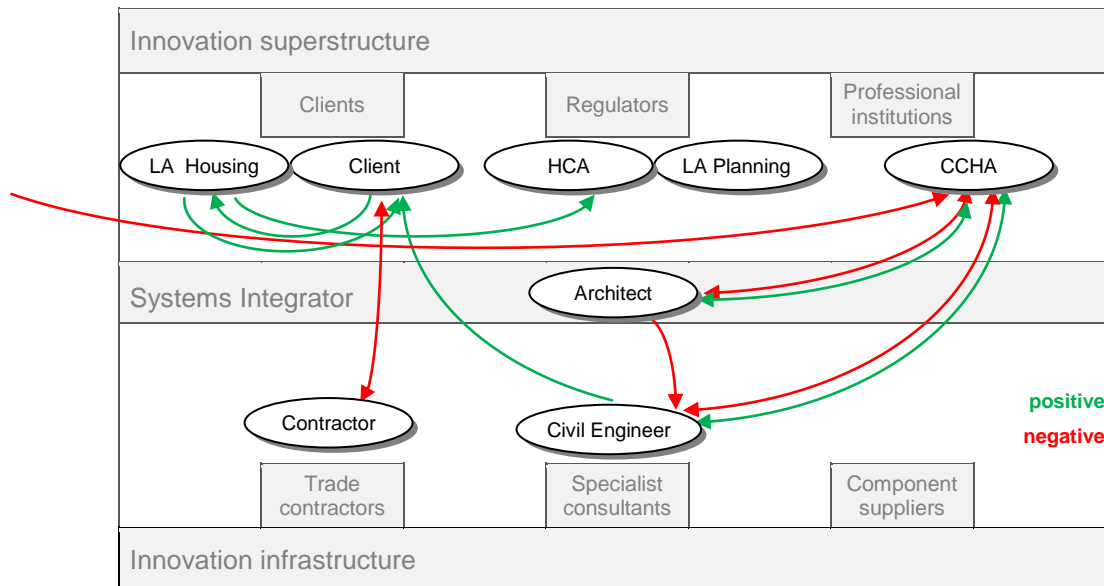 Innovation superstructure
Clients
Regulators
Professional
institutions
LA  Housing
Client
HCA
LA Planning
CCHA
Systems Integrator
Architect
Contractor
Civil Engineer
positive
negative
Trade
contractors
Specialist
consultants
Component
suppliers
Innovation infrastructure